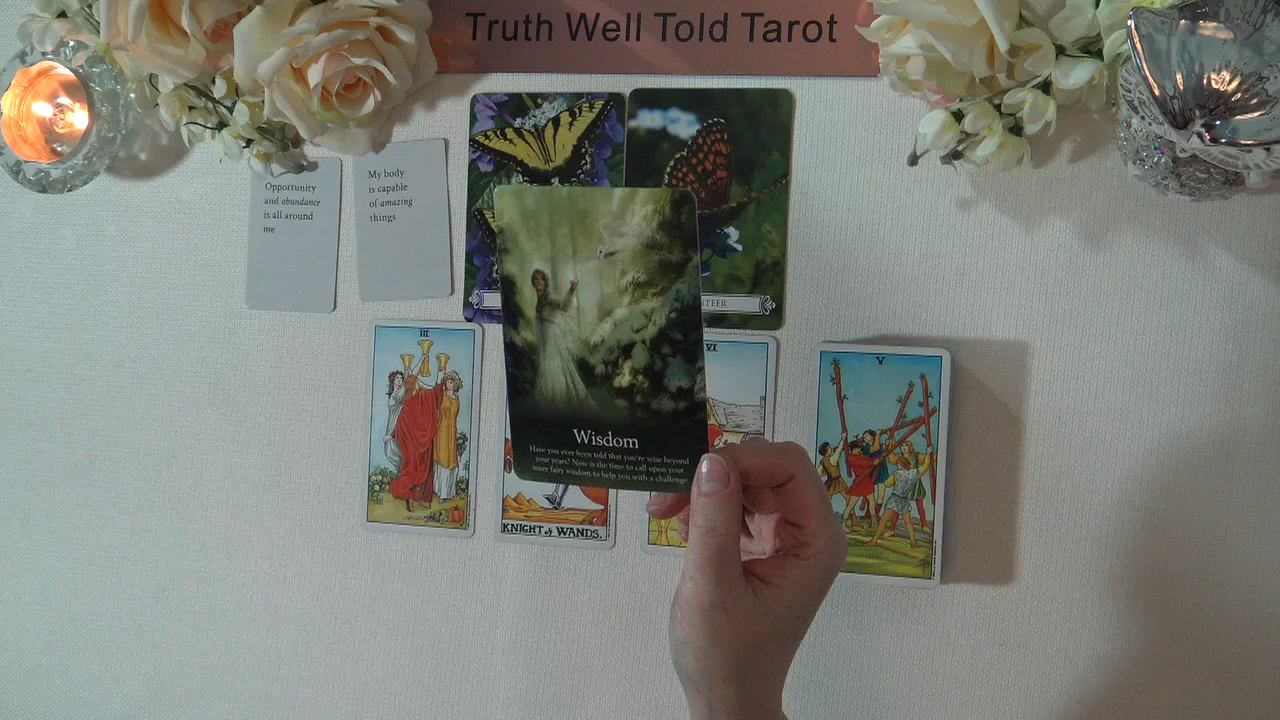 Truth Well Told Tarot
Opportunity
and abundance
is all around
me
My body
is capable
of amazing
things
III
VI
V
Wisdom
Have you ever been told that you're wise beyond
your years? Now is the time to call upon your
inner fairy wisdom to help you with a challenge.
KNIGHT of WANDS.